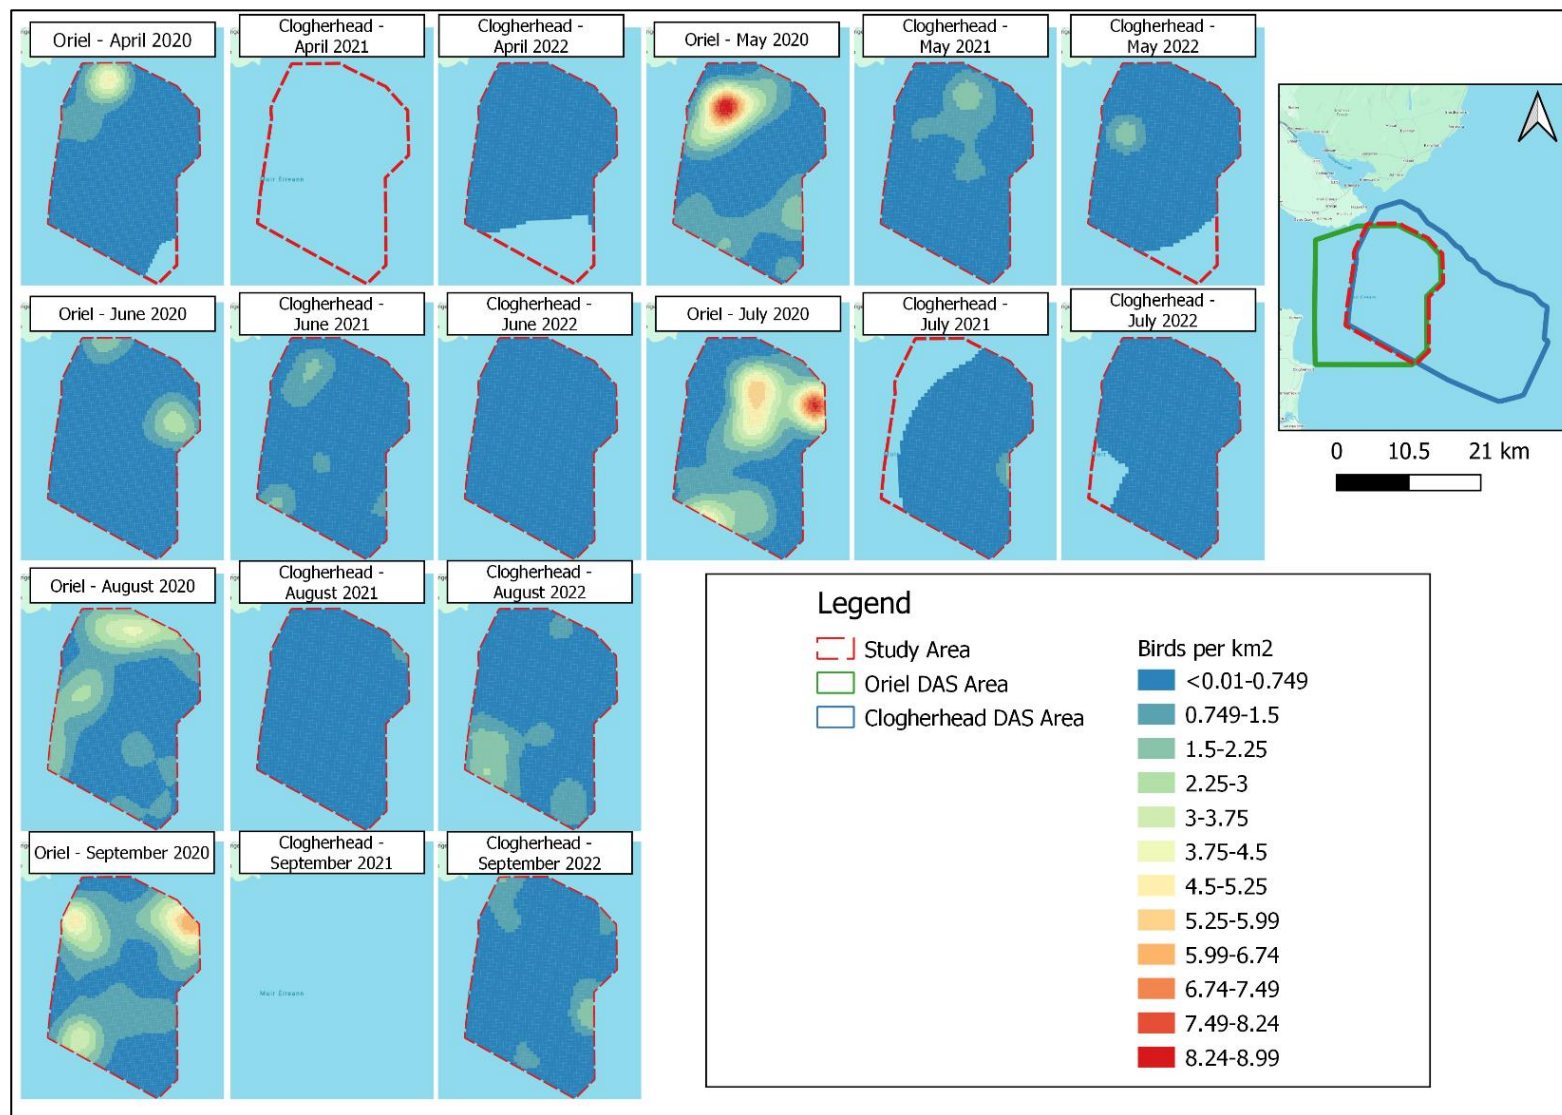 Oriel - April 2020
Clogherhead -
April 2021
Clogherhead -
April 2022
Oriel - May 2020
Clogherhead -
May 2021
Clogherhead -
May 2022
Oriel - June 2020
Clogherhead -
June 2021
Clogherhead -
June 2022
Oriel - July 2020
Clogherhead -
July 2021
Clogherhead -
July 2022
0 10.5 21 km
Oriel - August 2020
Clogherhead -
August 2021
Clogherhead -
August 2022
Oriel - September 2020
Clogherhead -
September 2021
Clogherhead -
September 2022
Muir Éireann
Legend
Study Area
Oriel DAS Area
Clogherhead DAS Area
Birds per km2
<0.01-0.749
0.749-1.5
1.5-2.25
2.25-3
3-3.75
3.75-4.5
4.5-5.25
5.25-5.99
5.99-6.74
6.74-7.49
7.49-8.24
8.24-8.99